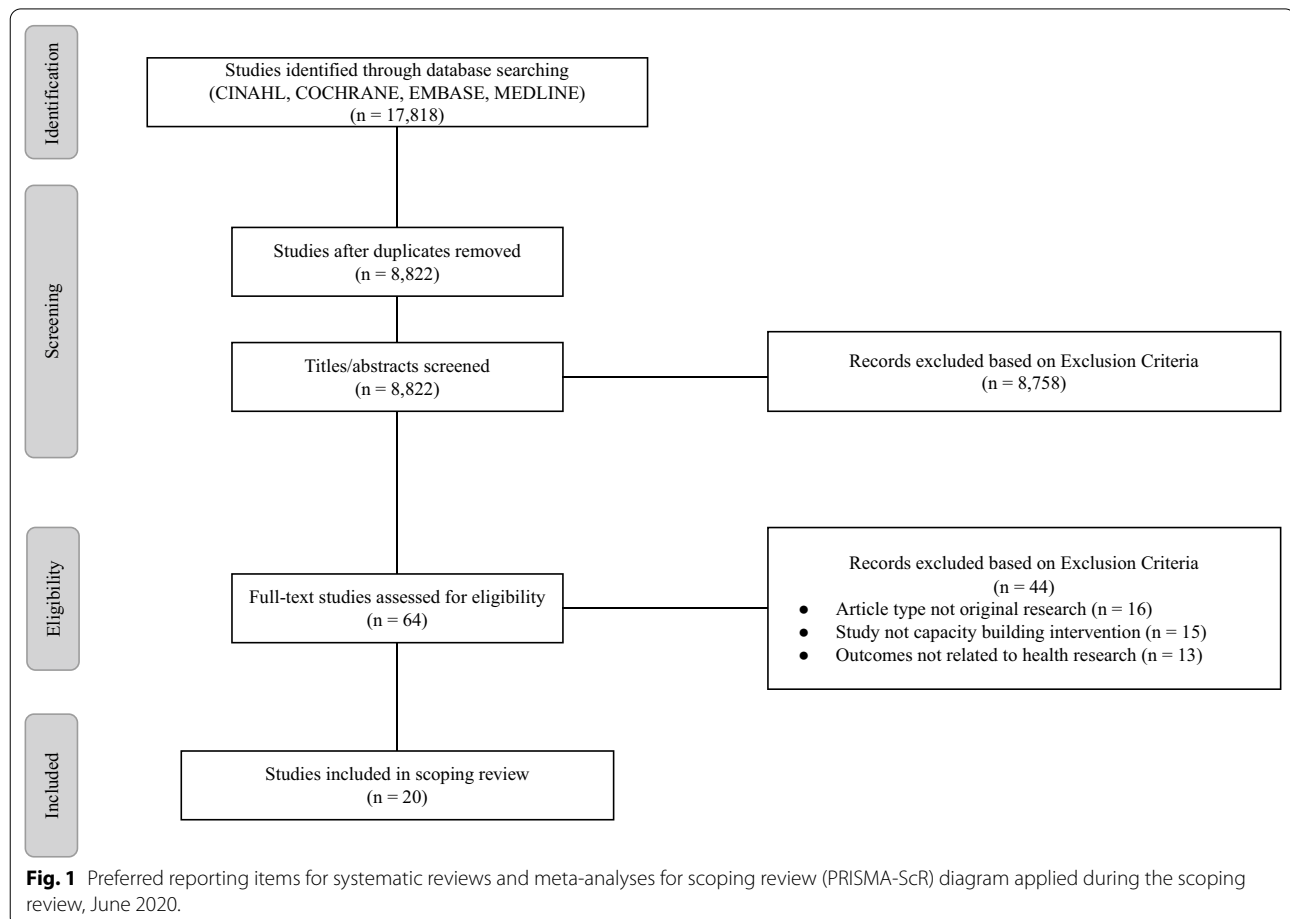 Identification
Studies identified through database searching
(CINAHL, COCHRANE, EMBASE, MEDLINE)
(n = 17,818)
Screening
Studies after duplicates removed
(n = 8,822)
Titles/abstracts screened
(n = 8,822)
Records excluded based on Exclusion Criteria
(n = 8,758)
Eligibility
Full-text studies assessed for eligibility
(n = 64)
Records excluded based on Exclusion Criteria
(n = 44)
● Article type not original research (n = 16)
● Study not capacity building intervention (n = 15)
● Outcomes not related to health research (n = 13)
Included
Studies included in scoping review
(n = 20)
Fig. 1 Preferred reporting items for systematic reviews and meta-analyses for scoping review (PRISMA-ScR) diagram applied during the scoping
review, June 2020.